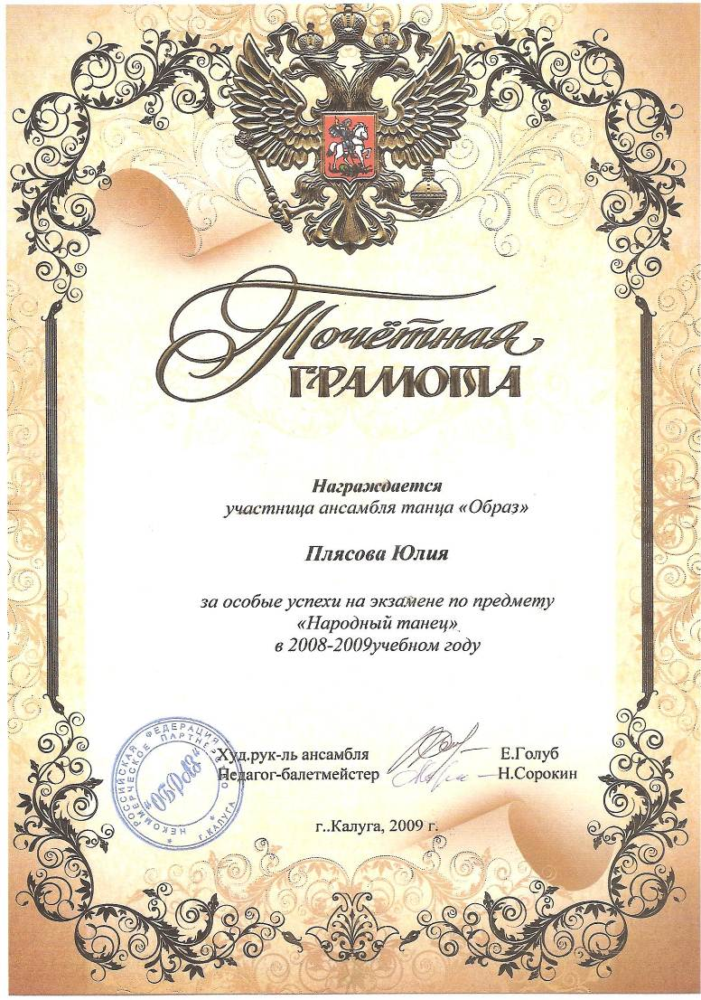 Почётная
ГРАМОТА
Награждается
участница ансамбля танца «Образ»
Плясова Юлия
за особые успехи на экзамене по предмету
«Народный танец»
в 2008-2009учебном году
Худ.рук-ль ансамбля Е.Голуб
Педагог-балетмейстер Н.Сорокин
г..Калуга, 2009 г.
РОССИЙСКАЯ ФЕДЕРАЦИЯ
НЕКОММЕРЧЕСКОЕ ПАРТНЕРСТВО
"ОБРАЗ"
* г.КАЛУГА *